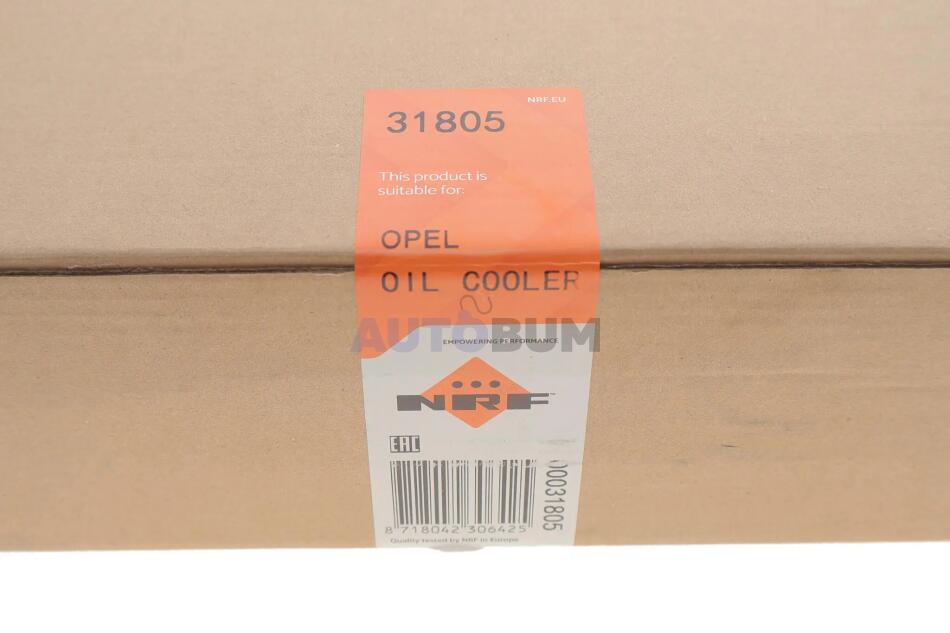 NRF.EU
31805
This product is
suitable for:
OPEL
OIL COOLER
AUTOBUM
EMPOWERING PERFORMANCE
NRF™
EAC
00031805
8 718042 306425
Quality tested by NRF in Europe